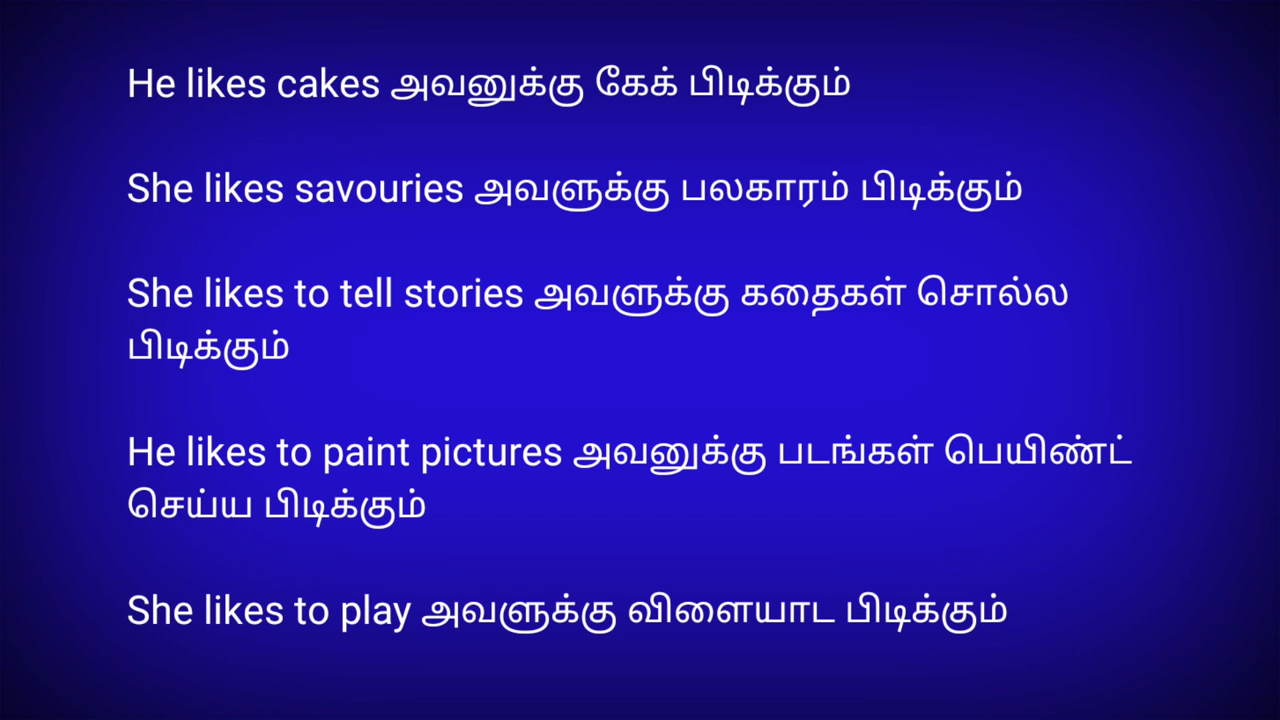 He likes cakes அவனுக்கு கேக் பிடிக்கும்
She likes savouries அவளுக்கு பலகாரம் பிடிக்கும்
She likes to tell stories அவளுக்கு கதைகள் சொல்ல
பிடிக்கும்
He likes to paint pictures அவனுக்கு படங்கள் பெயிண்ட்
செய்ய பிடிக்கும்
She likes to play அவளுக்கு விளையாட பிடிக்கும்